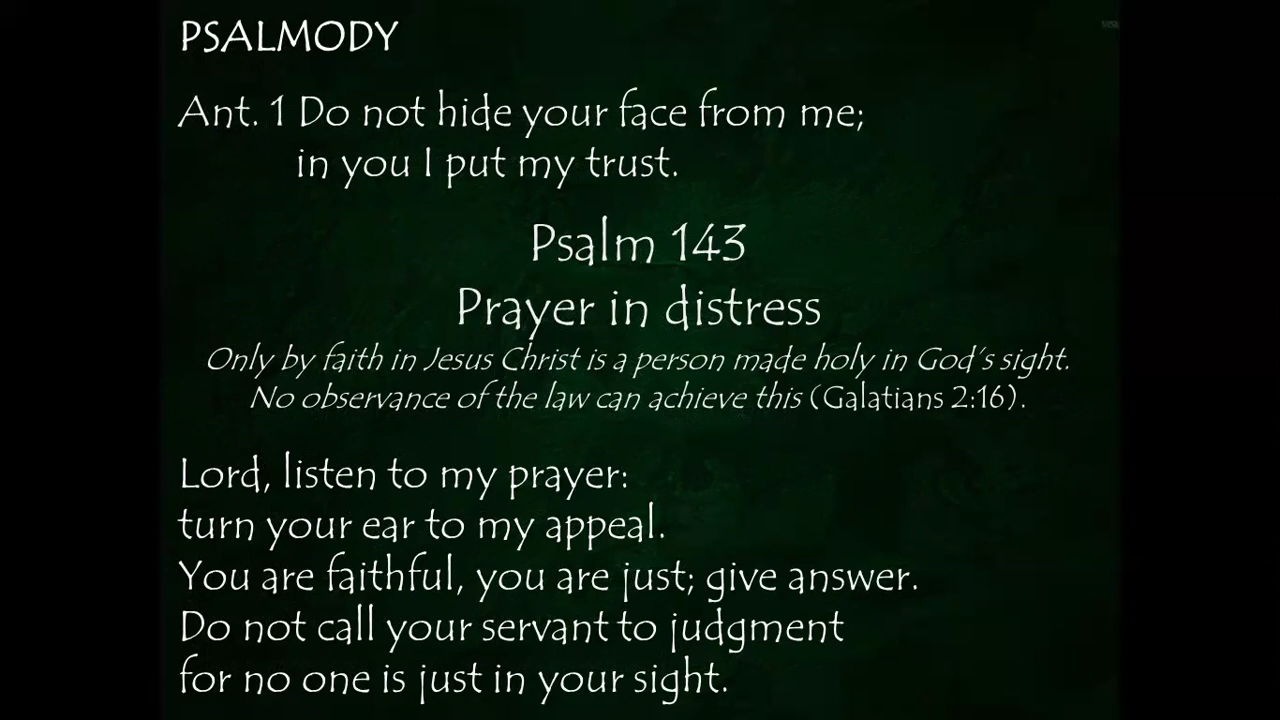 PSALMODY
Ant. 1 Do not hide your face from me;
in you I put my trust.
Psalm 143
Prayer in distress
Only by faith in Jesus Christ is a person made holy in God's sight.
No observance of the law can achieve this (Galatians 2:16).
Lord, listen to my prayer:
turn your ear to my appeal.
You are faithful, you are just; give answer.
Do not call your servant to judgment
for no one is just in your sight.